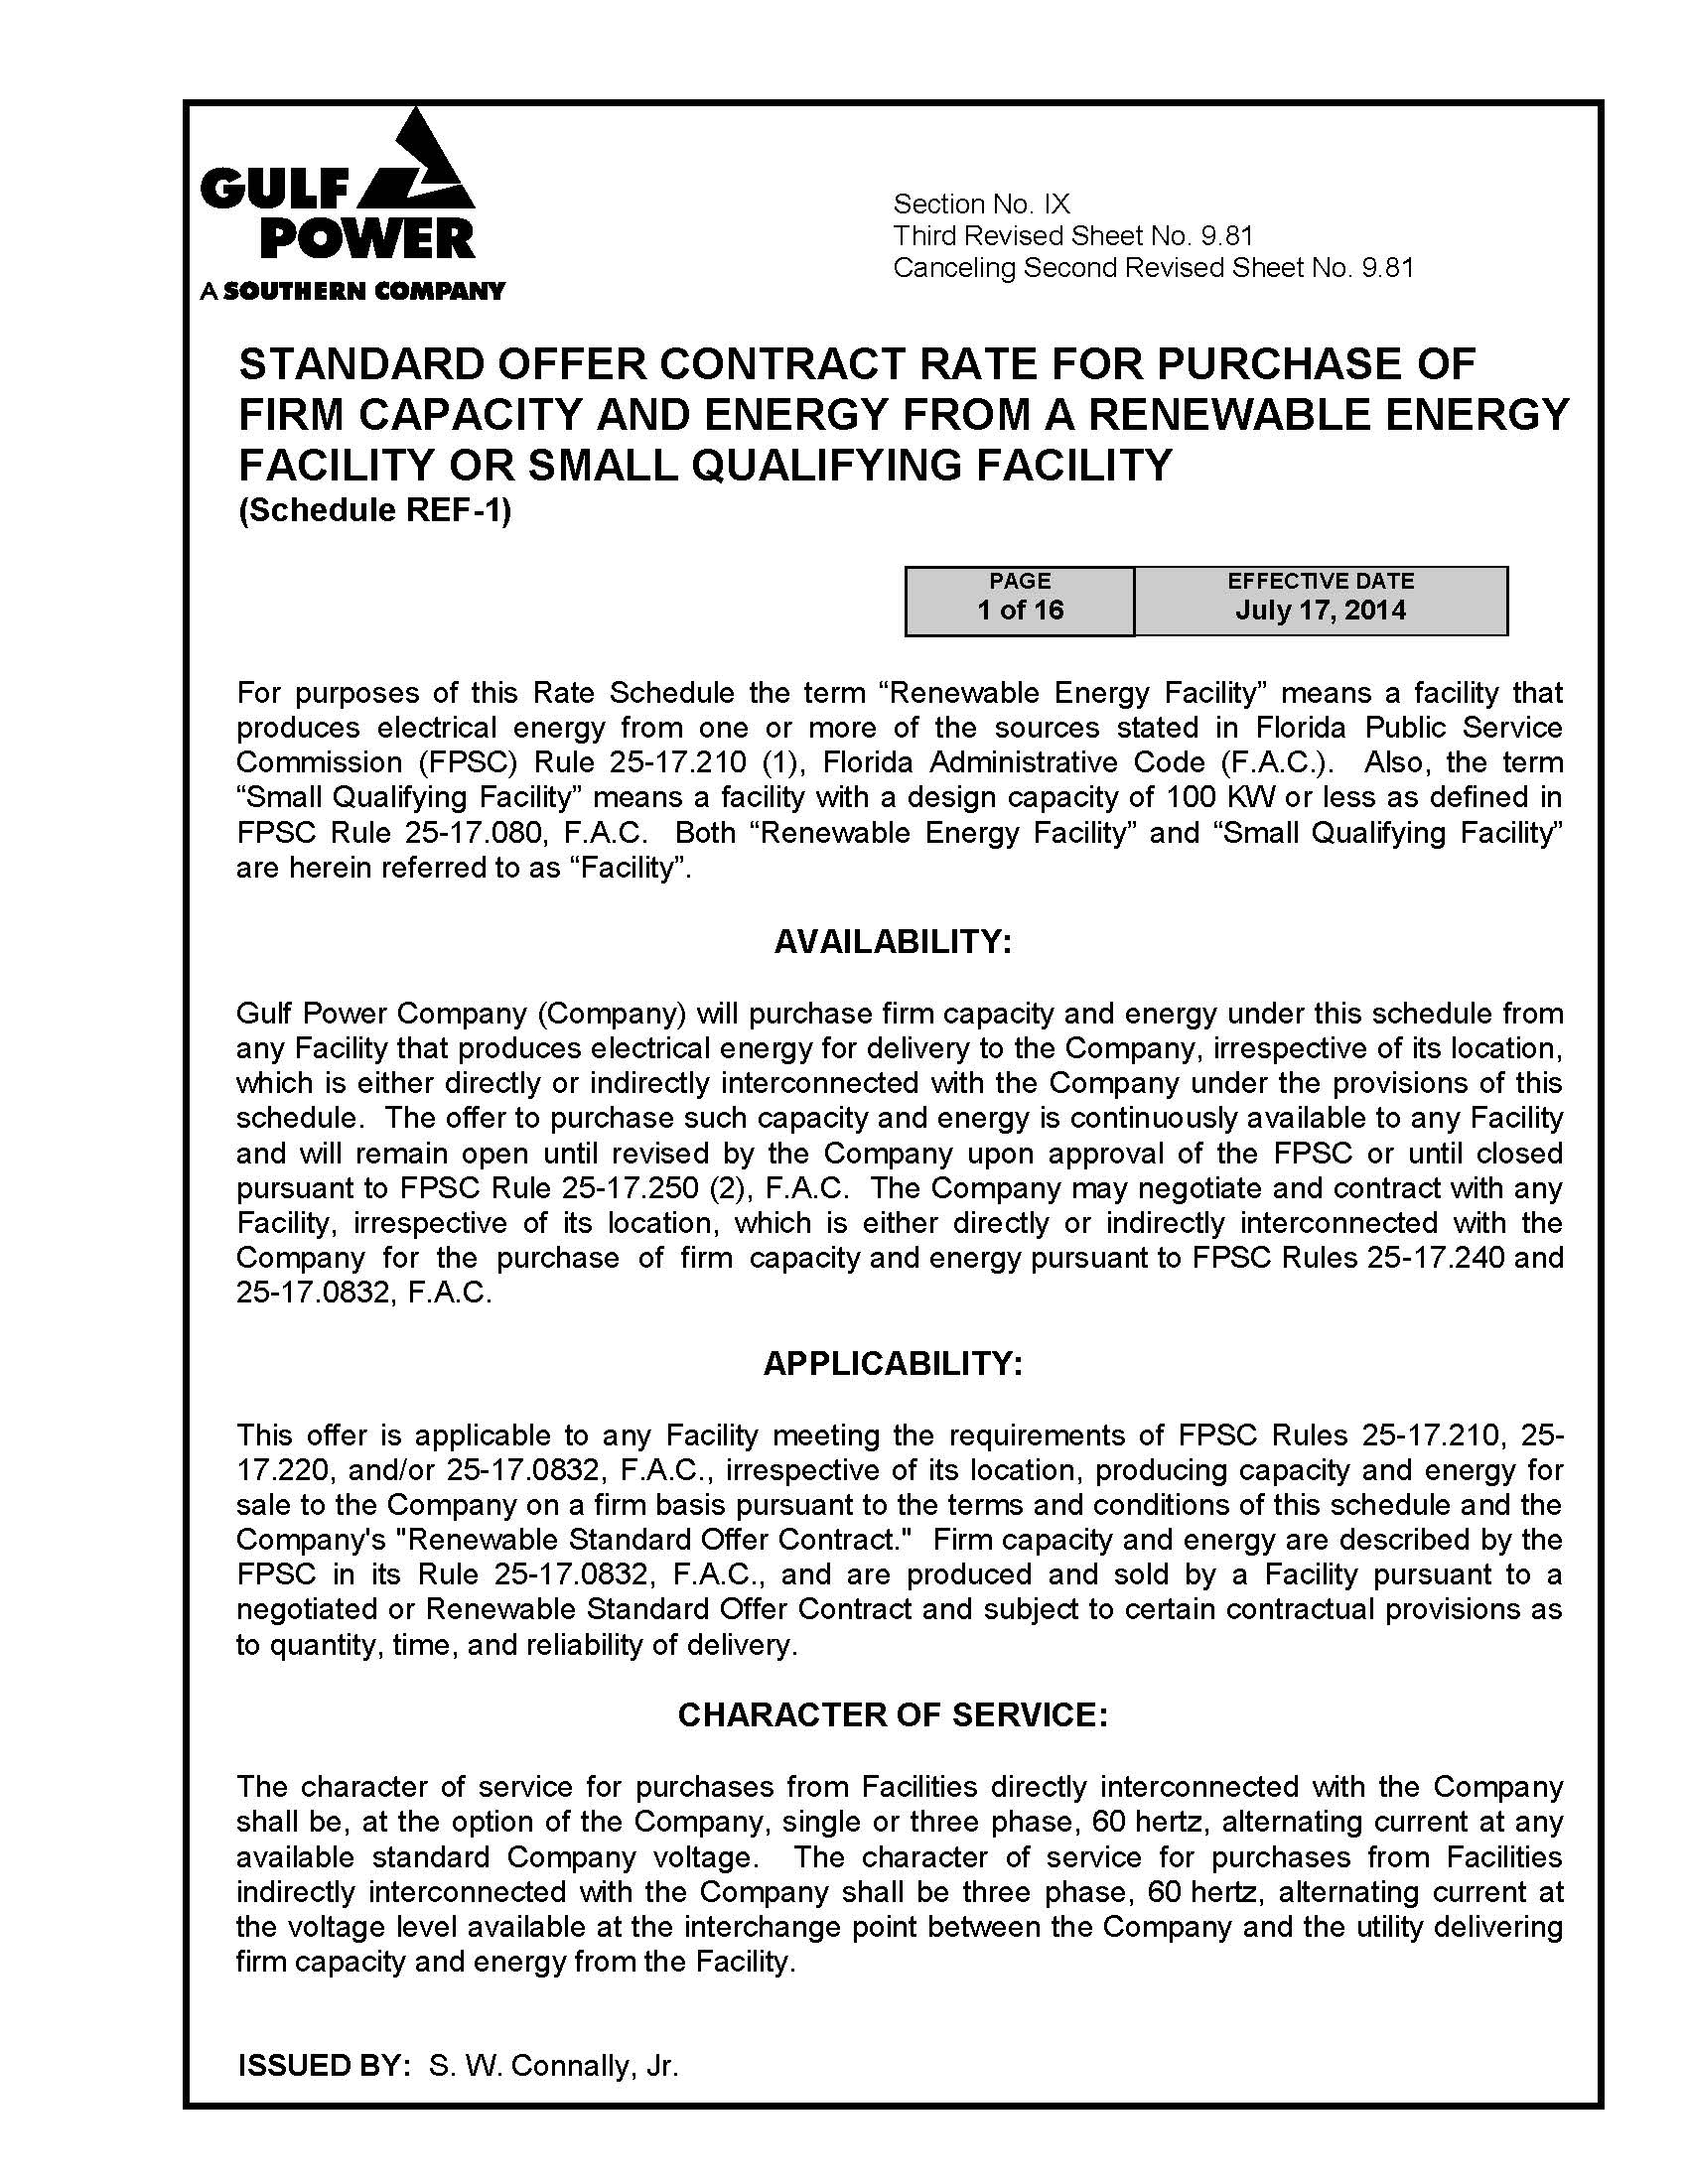 GULF
POWER
A SOUTHERN COMPANY
Section No. IX
Third Revised Sheet No. 9.81
Canceling Second Revised Sheet No. 9.81
STANDARD OFFER CONTRACT RATE FOR PURCHASE OF
FIRM CAPACITY AND ENERGY FROM A RENEWABLE ENERGY
FACILITY OR SMALL QUALIFYING FACILITY
(Schedule REF-1)
PAGE EFFECTIVE DATE
1 of 16 July 17, 2014
For purposes of this Rate Schedule the term “Renewable Energy Facility” means a facility that
produces electrical energy from one or more of the sources stated in Florida Public Service
Commission (FPSC) Rule 25-17.210 (1), Florida Administrative Code (F.A.C.). Also, the term
“Small Qualifying Facility” means a facility with a design capacity of 100 KW or less as defined in
FPSC Rule 25-17.080, F.A.C. Both “Renewable Energy Facility” and “Small Qualifying Facility”
are herein referred to as “Facility”.
AVAILABILITY:
Gulf Power Company (Company) will purchase firm capacity and energy under this schedule from
any Facility that produces electrical energy for delivery to the Company, irrespective of its location,
which is either directly or indirectly interconnected with the Company under the provisions of this
schedule. The offer to purchase such capacity and energy is continuously available to any Facility
and will remain open until revised by the Company upon approval of the FPSC or until closed
pursuant to FPSC Rule 25-17.250 (2), F.A.C. The Company may negotiate and contract with any
Facility, irrespective of its location, which is either directly or indirectly interconnected with the
Company for the purchase of firm capacity and energy pursuant to FPSC Rules 25-17.240 and
25-17.0832, F.A.C.
APPLICABILITY:
This offer is applicable to any Facility meeting the requirements of FPSC Rules 25-17.210, 25-
17.220, and/or 25-17.0832, F.A.C., irrespective of its location, producing capacity and energy for
sale to the Company on a firm basis pursuant to the terms and conditions of this schedule and the
Company's "Renewable Standard Offer Contract." Firm capacity and energy are described by the
FPSC in its Rule 25-17.0832, F.A.C., and are produced and sold by a Facility pursuant to a
negotiated or Renewable Standard Offer Contract and subject to certain contractual provisions as
to quantity, time, and reliability of delivery.
CHARACTER OF SERVICE:
The character of service for purchases from Facilities directly interconnected with the Company
shall be, at the option of the Company, single or three phase, 60 hertz, alternating current at any
available standard Company voltage. The character of service for purchases from Facilities
indirectly interconnected with the Company shall be three phase, 60 hertz, alternating current at
the voltage level available at the interchange point between the Company and the utility delivering
firm capacity and energy from the Facility.
ISSUED BY: S. W. Connally, Jr.